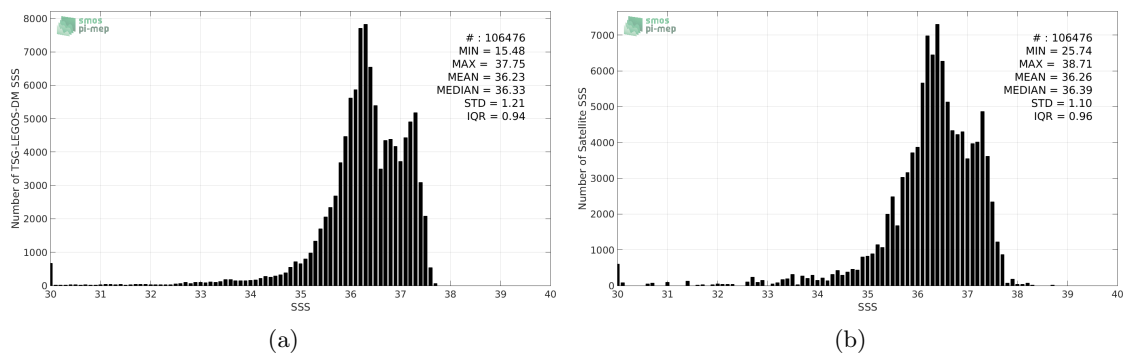 smos
pi-mep
# : 106476
MIN = 15.48
MAX = 37.75
MEAN = 36.23
MEDIAN = 36.33
STD = 1.21
IQR = 0.94
Number of TSG-LEGOS-DM SSS
8000
7000
6000
5000
4000
3000
2000
1000
0
30 31 32 33 34 35 36 37 38 39 40
SSS
(a)
smos
pi-mep
# : 106476
MIN = 25.74
MAX = 38.71
MEAN = 36.26
MEDIAN = 36.39
STD = 1.10
IQR = 0.96
Number of Satellite SSS
7000
6000
5000
4000
3000
2000
1000
0
30 31 32 33 34 35 36 37 38 39 40
SSS
(b)